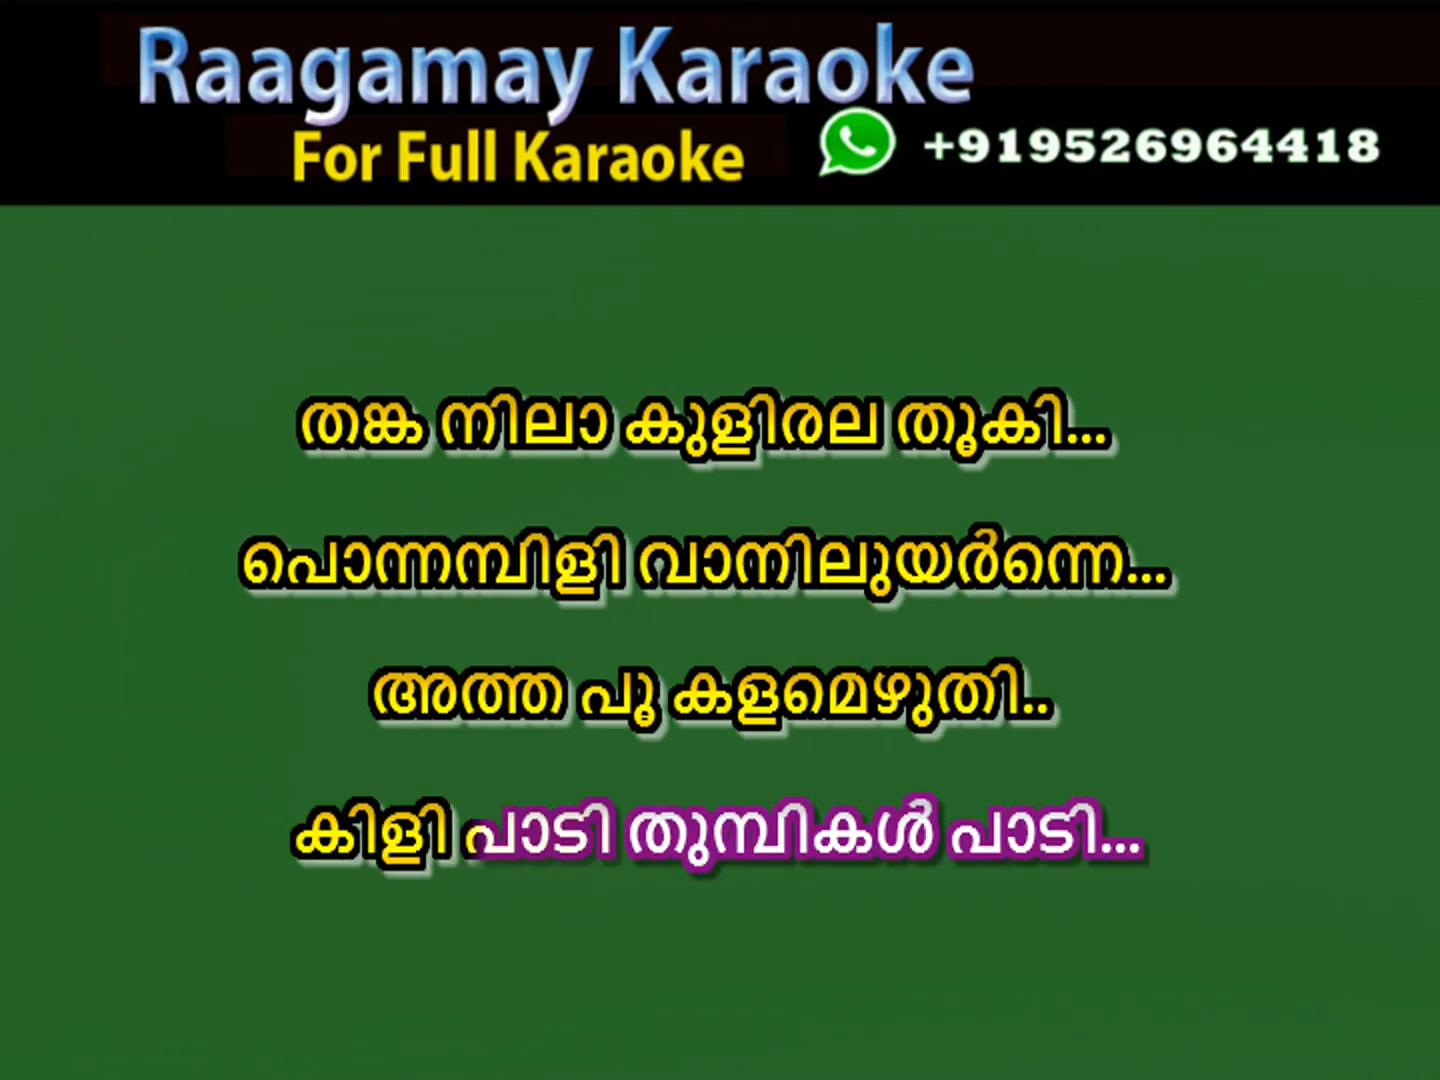 Raagamay Karaoke
For Full Karaoke +919526964418
തങ്ക നിലാ കുളിരല തൂകി...
പൊന്നമ്പിളി വാനിലുയർന്നെ...
അത്ത പൂ കളമെഴുതി..
കിളി പാടി തുമ്പികൾ പാടി...